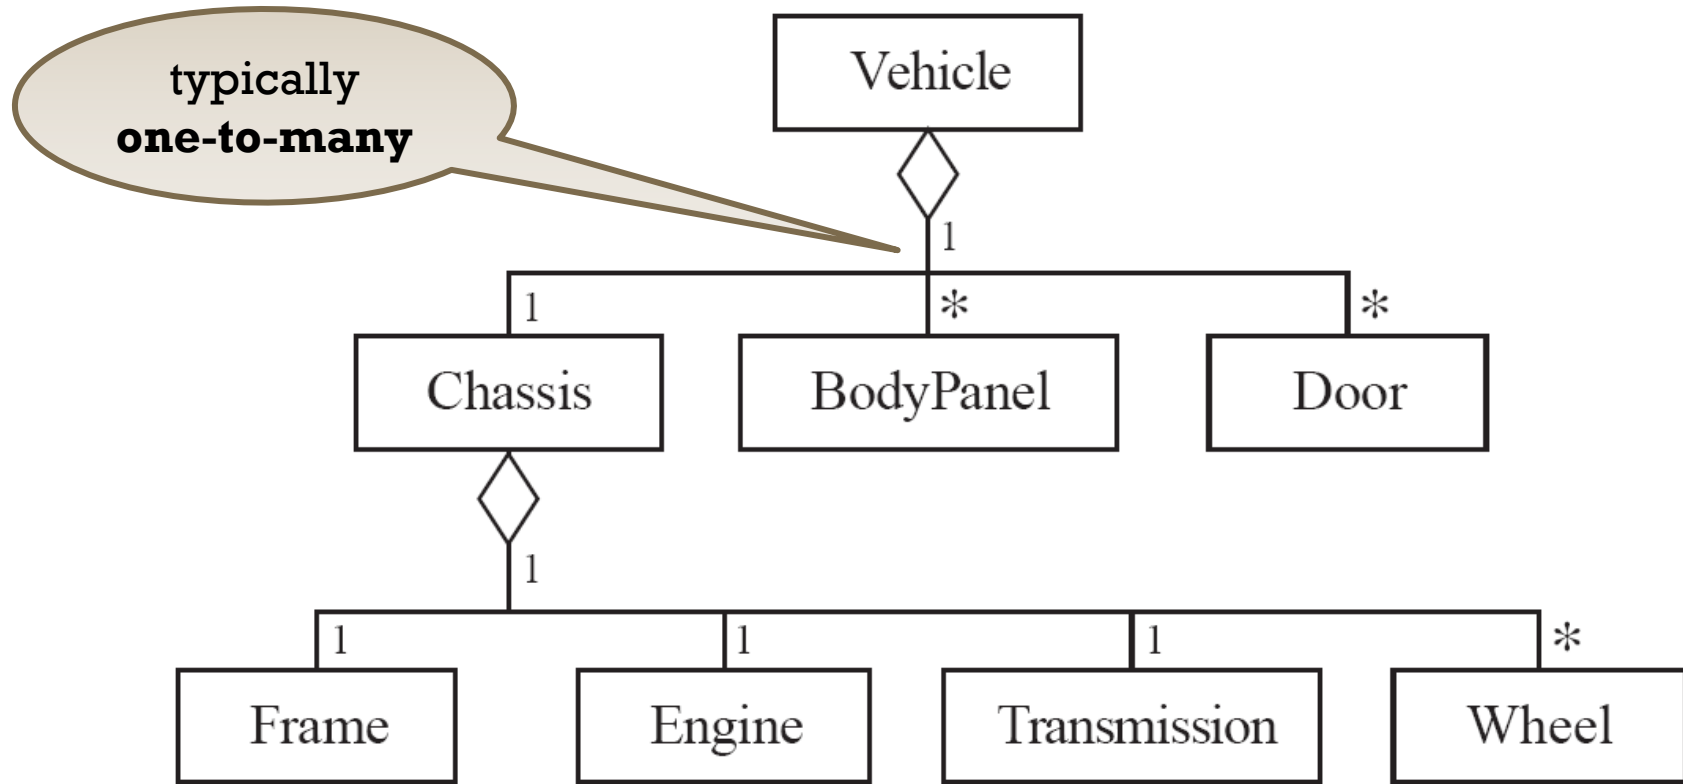 typically
one-to-many
Vehicle
1
1
*
*
Chassis
BodyPanel
Door
1
1
1
1
*
Frame
Engine
Transmission
Wheel